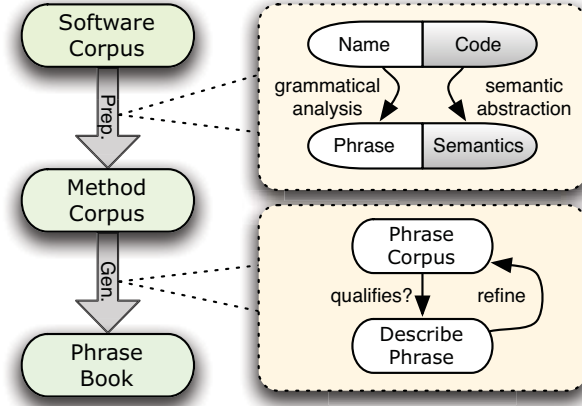 Software
Corpus
Prep.
Method
Corpus
Gen.
Phrase
Book
Name
Code
grammatical
analysis
semantic
abstraction
Phrase
Semantics
Phrase
Corpus
qualifies?
refine
Describe
Phrase